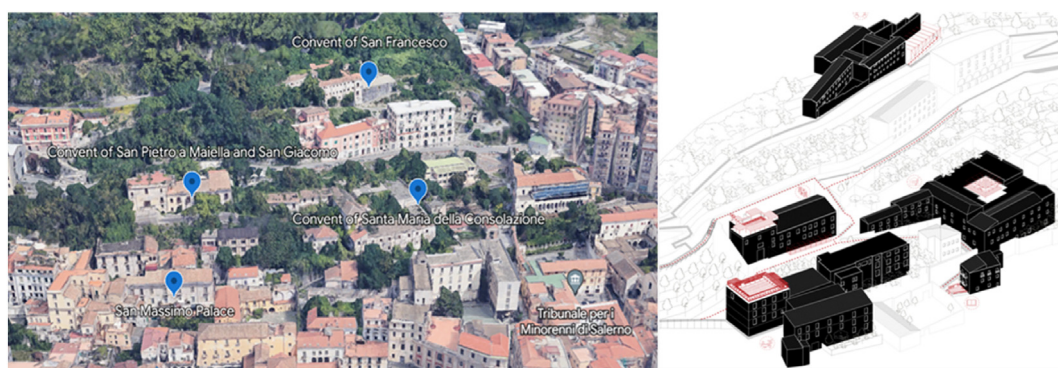 Convent of San Francesco
Convent of San Pietro a Maiella and San Giacomo
Convent of Santa Maria della Consolazione
San Massimo Palace
Tribunale per i
Minorenni di Salerno